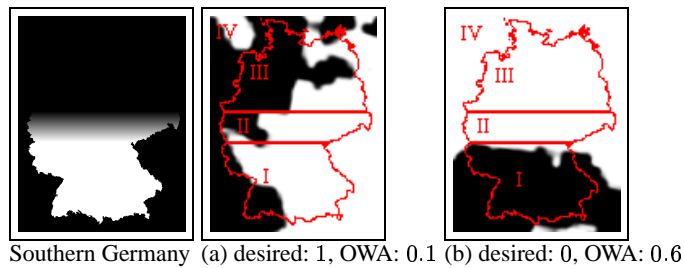 IV
III
II
I
IV
III
II
I
Southern Germany (a) desired: 1, OWA: 0.1 (b) desired: 0, OWA: 0.6